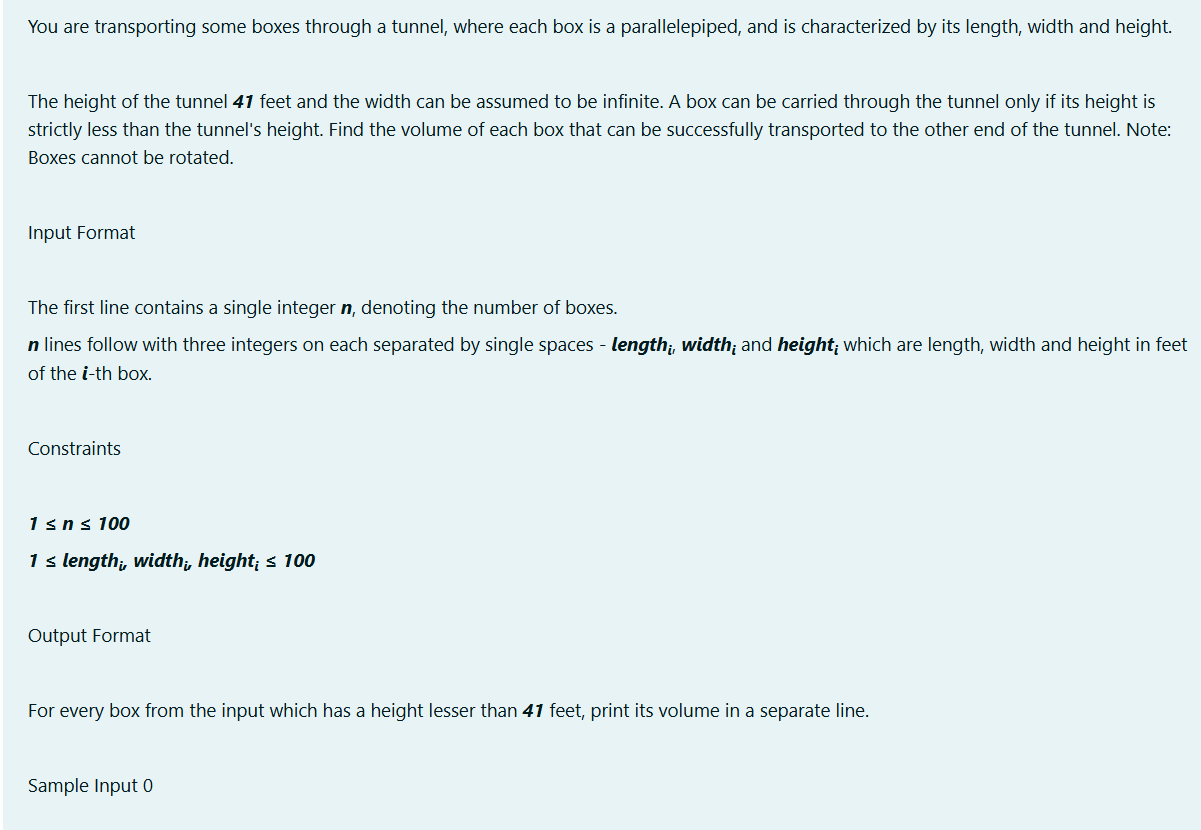 You are transporting some boxes through a tunnel, where each box is a parallelepiped, and is characterized by its length, width and height.
The height of the tunnel 41 feet and the width can be assumed to be infinite. A box can be carried through the tunnel only if its height is
strictly less than the tunnel's height. Find the volume of each box that can be successfully transported to the other end of the tunnel. Note:
Boxes cannot be rotated.
Input Format
The first line contains a single integer n, denoting the number of boxes.
n lines follow with three integers on each separated by single spaces - lengthᵢ, widthᵢ and heightᵢ which are length, width and height in feet
of the i-th box.
Constraints
1 ≤ n ≤ 100
1 ≤ lengthᵢ, widthᵢ, heightᵢ ≤ 100
Output Format
For every box from the input which has a height lesser than 41 feet, print its volume in a separate line.
Sample Input 0